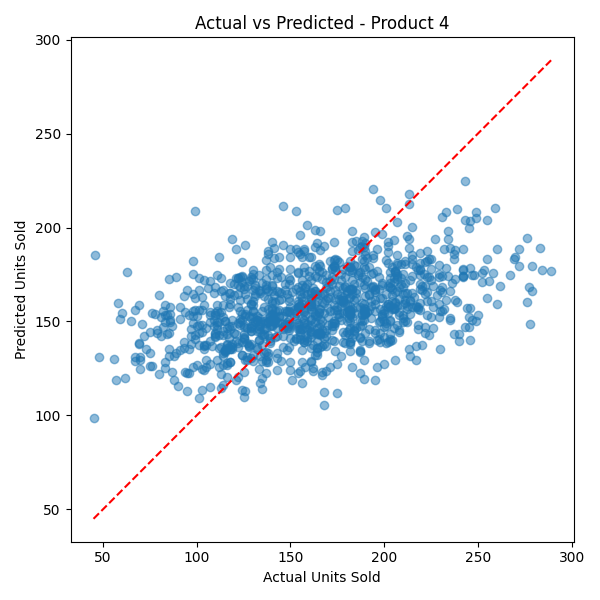 Actual vs Predicted - Product 4
300
250
200
150
100
50
Predicted Units Sold
50 100 150 200 250 300
Actual Units Sold